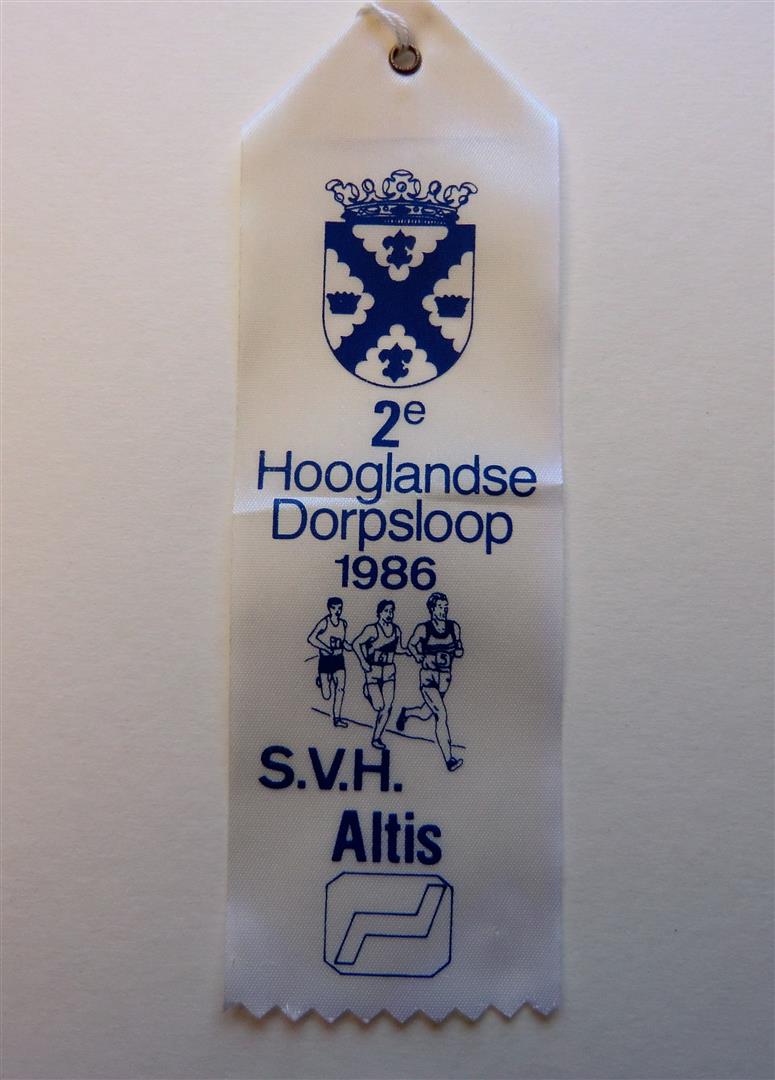 2e
Hooglandse
Dorpsloop
1986
S.V.H.
Altis